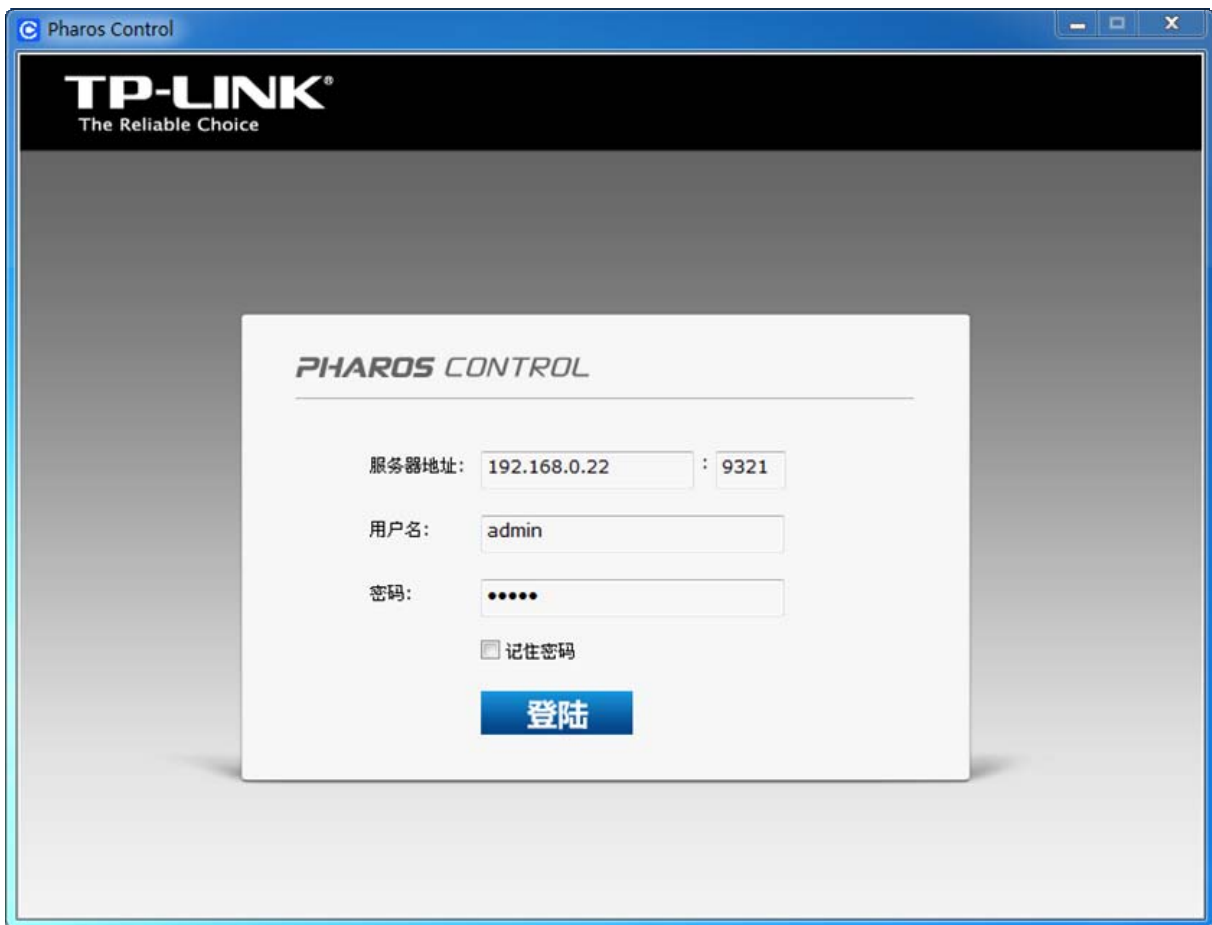 Pharos Control
TP-LINK®
The Reliable Choice
PHAROS CONTROL
服务器地址: 192.168.0.22 : 9321
用户名: admin
密码: •••••
记住密码
登陆